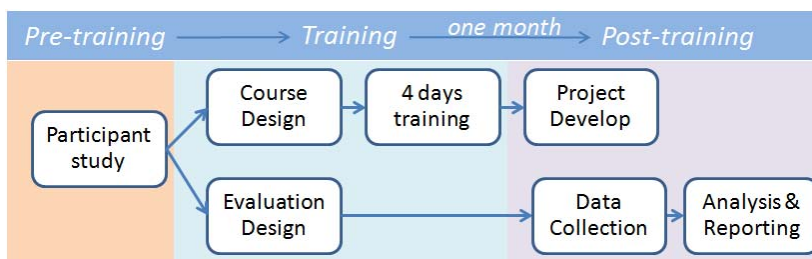 Pre-training Training one month Post-training
Participant
study
Course
Design
4 days
training
Project
Develop
Evaluation
Design
Data
Collection
Analysis &
Reporting